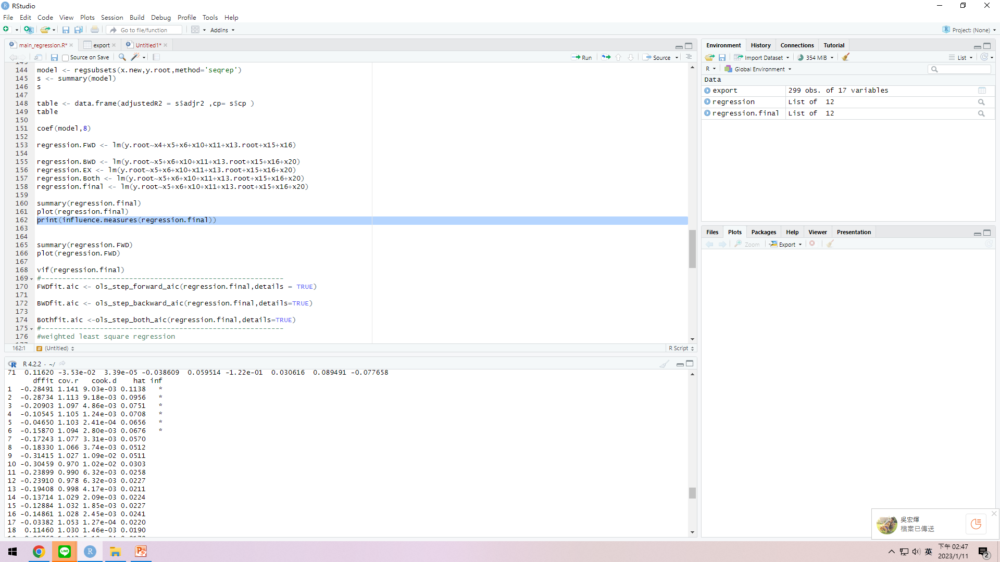 RStudio
File Edit Code View Plots Session Build Debug Profile Tools Help
Go to file/function Addins Project: (None)
main_regression.R* export Untitled1*
Source on Save Run Source
144 model <- regsubsets(x.new,y.root,method='seqrep')
145 s <- summary(model)
146 s
147
148 table <- data.frame(adjustedR2 = s$adjr2 ,cp= s$cp )
149 table
150
151 coef(model,8)
152
153 regression.FWD <- lm(y.root~x4+x5+x6+x10+x11+x13.root+x15+x16)
154
155 regression.BWD <- lm(y.root~x5+x6+x10+x11+x13.root+x15+x16+x20)
156 regression.EX <- lm(y.root~x5+x6+x10+x11+x13.root+x15+x16+x20)
157 regression.Both <- lm(y.root~x5+x6+x10+x11+x13.root+x15+x16+x20)
158 regression.final <- lm(y.root~x5+x6+x10+x11+x13.root+x15+x16+x20)
159
160 summary(regression.final)
161 plot(regression.final)
162 print(influence.measures(regression.final))
163
164
165 summary(regression.FWD)
166 plot(regression.FWD)
167
168 vif(regression.final)
169 #----------------------------------------------------------
170 FWDfit.aic <- ols_step_forward_aic(regression.final,details = TRUE)
171
172 BWDfit.aic <- ols_step_backward_aic(regression.final,details=TRUE)
173
174 Bothfit.aic <-ols_step_both_aic(regression.final,details=TRUE)
175 #----------------------------------------------------------
176 #weighted least square regression
162:1 # (Untitled) R Script
R 4.2.2 · ~/
71 0.11620 -3.53e-02 3.39e-05 -0.038609 0.059514 -1.22e-01 0.030616 0.089491 -0.077658
dffit cov.r cook.d hat inf
1 -0.28491 1.141 9.03e-03 0.1138 *
2 -0.28734 1.113 9.18e-03 0.0956 *
3 -0.20903 1.097 4.86e-03 0.0751 *
4 -0.10545 1.105 1.24e-03 0.0708 *
5 -0.04650 1.103 2.41e-04 0.0656 *
6 -0.15870 1.094 2.80e-03 0.0676 *
7 -0.17243 1.077 3.31e-03 0.0570
8 -0.18330 1.066 3.74e-03 0.0512
9 -0.31415 1.027 1.09e-02 0.0511
10 -0.30459 0.970 1.02e-02 0.0303
11 -0.23899 0.990 6.32e-03 0.0258
12 -0.23910 0.978 6.32e-03 0.0227
13 -0.19408 0.998 4.17e-03 0.0211
14 -0.13714 1.029 2.09e-03 0.0224
15 -0.12884 1.032 1.85e-03 0.0227
16 -0.14861 1.028 2.45e-03 0.0241
17 -0.03382 1.053 1.27e-04 0.0220
18 0.11460 1.030 1.46e-03 0.0190
Environment History Connections Tutorial
Import Dataset 354 MiB List
R Global Environment
Data
export 299 obs. of 17 variables
regression List of 12
regression.final List of 12
Files Plots Packages Help Viewer Presentation
Zoom Export
吳宏煇
檔案已傳送
英 下午 02:47
2023/1/11
2